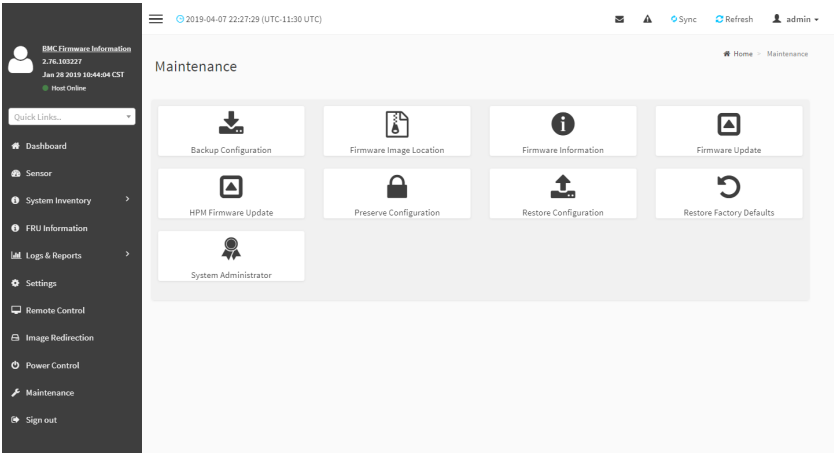 2019-04-07 22:27:29 (UTC-11:30 UTC)
Sync
Refresh
admin
BMC Firmware Information
2.76.103227
Jan 28 2019 10:44:04 CST
Host Online
Quick Links...
Dashboard
Sensor
System Inventory
FRU Information
Logs & Reports
Settings
Remote Control
Image Redirection
Power Control
Maintenance
Sign out
Maintenance
Home > Maintenance
Backup Configuration
Firmware Image Location
Firmware Information
Firmware Update
HPM Firmware Update
Preserve Configuration
Restore Configuration
Restore Factory Defaults
System Administrator